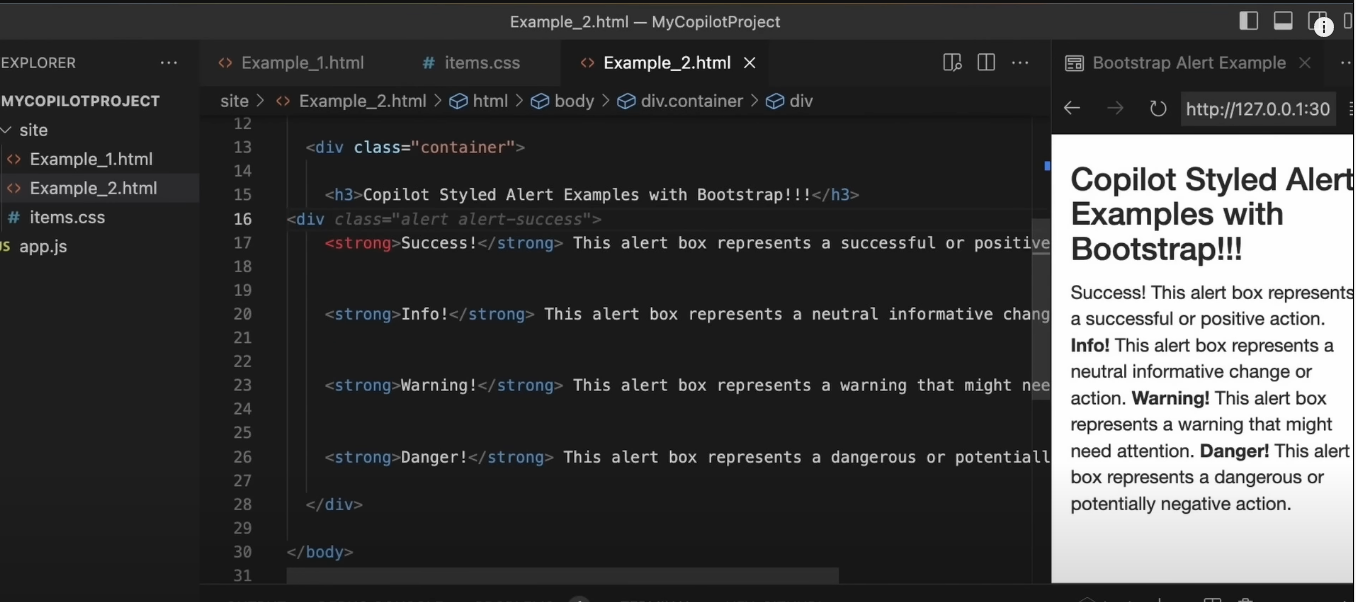 Example_2.html — MyCopilotProject
EXPLORER
MYCOPILOTPROJECT
site
Example_1.html
Example_2.html
# items.css
JS app.js
Example_1.html
# items.css
Example_2.html
site > Example_2.html > html > body > div.container > div
12
13 <div class="container">
14
15 <h3>Copilot Styled Alert Examples with Bootstrap!!!</h3>
16 <div class="alert alert-success">
17 <strong>Success!</strong> This alert box represents a successful or positive
18
19
20 <strong>Info!</strong> This alert box represents a neutral informative chang
21
22
23 <strong>Warning!</strong> This alert box represents a warning that might nee
24
25
26 <strong>Danger!</strong> This alert box represents a dangerous or potentiall
27
28 </div>
29
30 </body>
31
Bootstrap Alert Example
http://127.0.0.1:30
Copilot Styled Alert
Examples with
Bootstrap!!!
Success! This alert box represents
a successful or positive action.
Info! This alert box represents a
neutral informative change or
action. Warning! This alert box
represents a warning that might
need attention. Danger! This alert
box represents a dangerous or
potentially negative action.